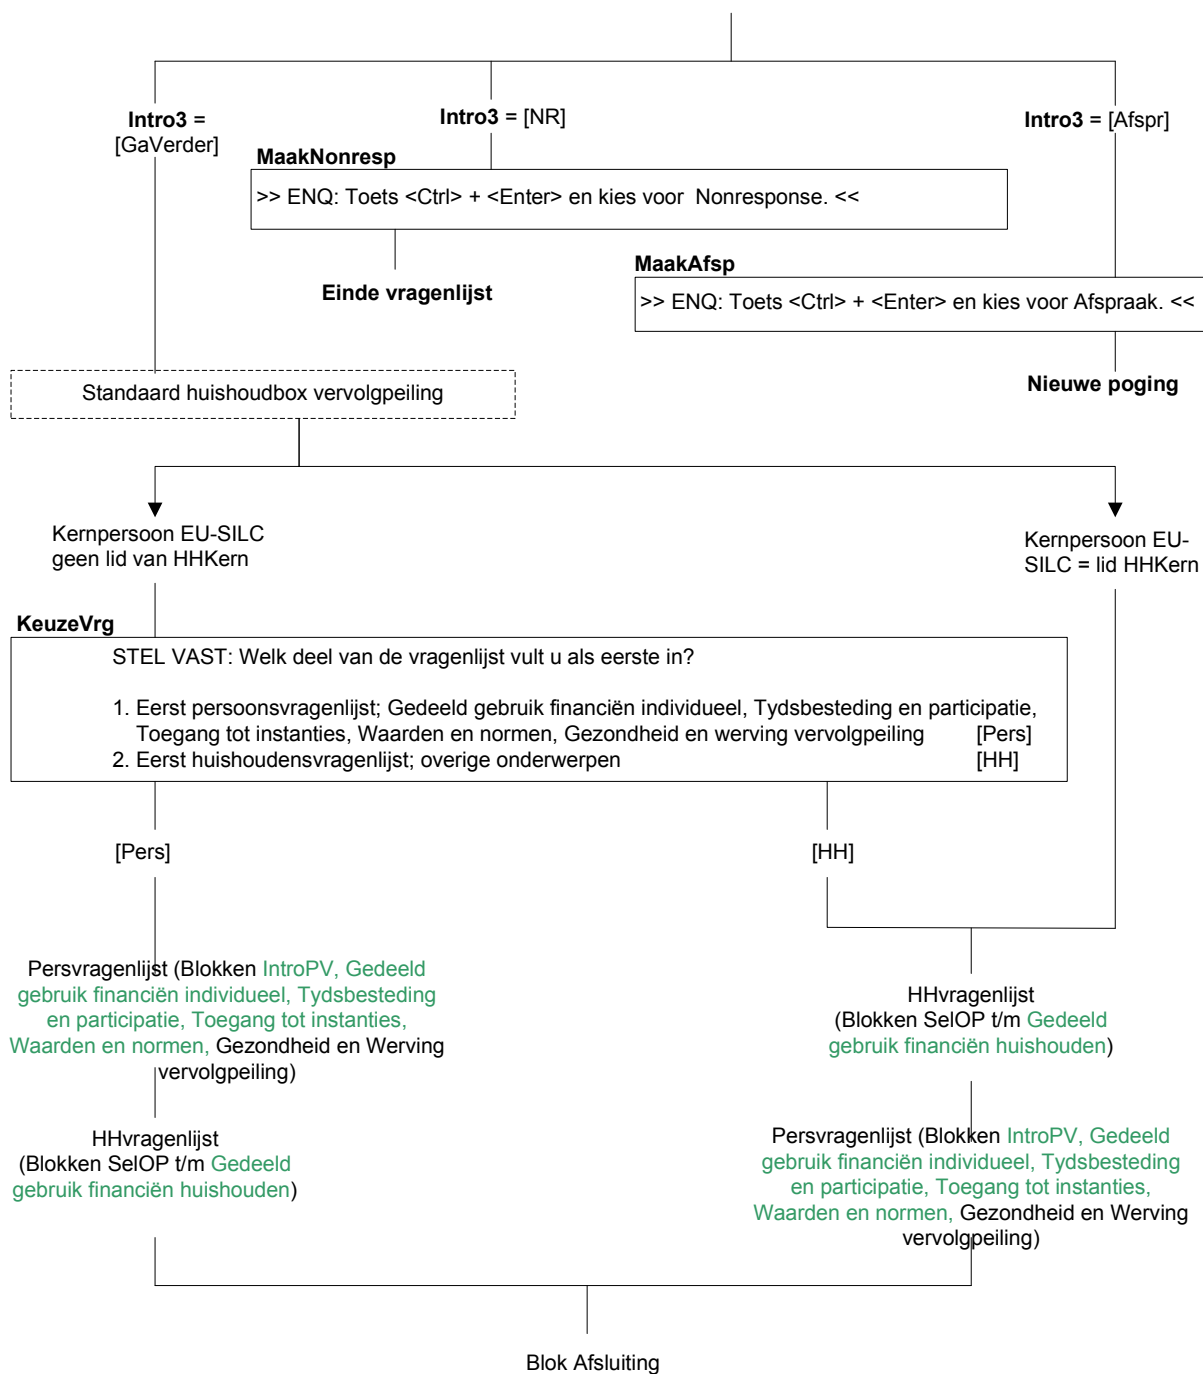 Intro3 =
[GaVerder]
Intro3 = [NR]
Intro3 = [Afspr]
MaakNonresp
>> ENQ: Toets <Ctrl> + <Enter> en kies voor  Nonresponse. <<
Einde vragenlijst
MaakAfsp
>> ENQ: Toets <Ctrl> + <Enter> en kies voor Afspraak. <<
Nieuwe poging
Standaard huishoudbox vervolgpeiling
Kernpersoon EU-SILC
geen lid van HHKern
Kernpersoon EU-
SILC = lid HHKern
KeuzeVrg
STEL VAST: Welk deel van de vragenlijst vult u als eerste in?
1. Eerst persoonsvragenlijst; Gedeeld gebruik financiën individueel, Tydsbesteding en participatie,
Toegang tot instanties, Waarden en normen, Gezondheid en werving vervolgpeiling [Pers]
2. Eerst huishoudensvragenlijst; overige onderwerpen [HH]
[Pers]
[HH]
Persvragenlijst (Blokken IntroPV, Gedeeld
gebruik financiën individueel, Tydsbesteding
en participatie, Toegang tot instanties,
Waarden en normen, Gezondheid en Werving
vervolgpeiling)
HHvragenlijst
(Blokken SelOP t/m Gedeeld
gebruik financiën huishouden)
HHvragenlijst
(Blokken SelOP t/m Gedeeld
gebruik financiën huishouden)
Persvragenlijst (Blokken IntroPV, Gedeeld
gebruik financiën individueel, Tydsbesteding
en participatie, Toegang tot instanties,
Waarden en normen, Gezondheid en Werving
vervolgpeiling)
Blok Afsluiting